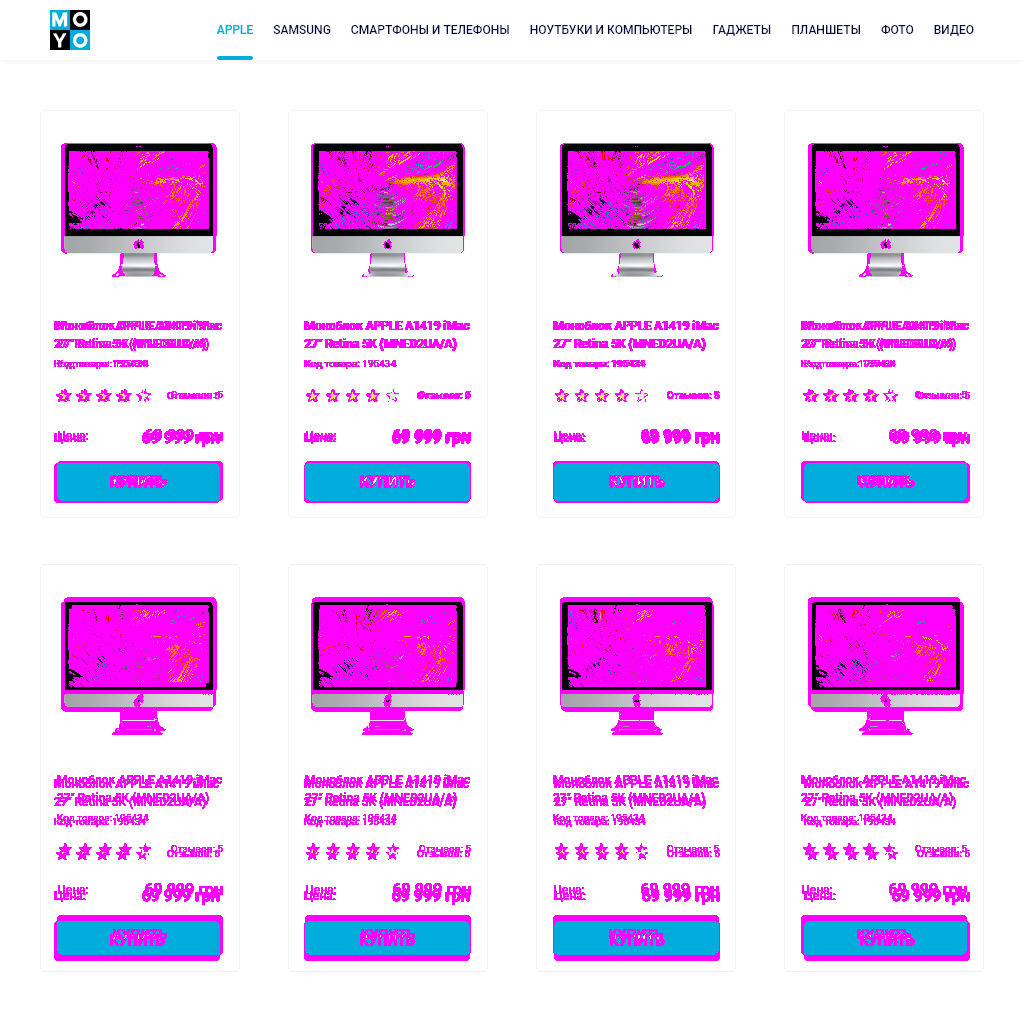 MO
YO
APPLE SAMSUNG СМАРТФОНЫ И ТЕЛЕФОНЫ НОУТБУКИ И КОМПЬЮТЕРЫ ГАДЖЕТЫ ПЛАНШЕТЫ ФОТО ВИДЕО
Моноблок APPLE A1419 iMac
27” Retina 5K (MNED2UA/A)
Код товара: 195434
Отзывов: 5
Цена: 69 999 грн
КУПИТЬ
Моноблок APPLE A1419 iMac
27” Retina 5K (MNED2UA/A)
Код товара: 195434
Отзывов: 5
Цена: 69 999 грн
КУПИТЬ
Моноблок APPLE A1419 iMac
27” Retina 5K (MNED2UA/A)
Код товара: 195434
Отзывов: 5
Цена: 69 999 грн
КУПИТЬ
Моноблок APPLE A1419 iMac
27” Retina 5K (MNED2UA/A)
Код товара: 195434
Отзывов: 5
Цена: 69 999 грн
КУПИТЬ
Моноблок APPLE A1419 iMac
27” Retina 5K (MNED2UA/A)
Код товара: 195434
Отзывов: 5
Цена: 69 999 грн
КУПИТЬ
Моноблок APPLE A1419 iMac
27” Retina 5K (MNED2UA/A)
Код товара: 195434
Отзывов: 5
Цена: 69 999 грн
КУПИТЬ
Моноблок APPLE A1419 iMac
27” Retina 5K (MNED2UA/A)
Код товара: 195434
Отзывов: 5
Цена: 69 999 грн
КУПИТЬ
Моноблок APPLE A1419 iMac
27” Retina 5K (MNED2UA/A)
Код товара: 195434
Отзывов: 5
Цена: 69 999 грн
КУПИТЬ